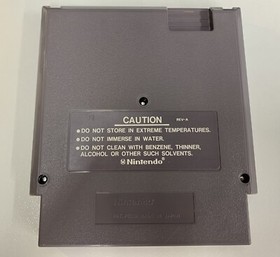 CAUTION REV-A
● DO NOT STORE IN EXTREME TEMPERATURES.
● DO NOT IMMERSE IN WATER.
● DO NOT CLEAN WITH BENZENE, THINNER,
ALCOHOL OR OTHER SUCH SOLVENTS.
Nintendo®